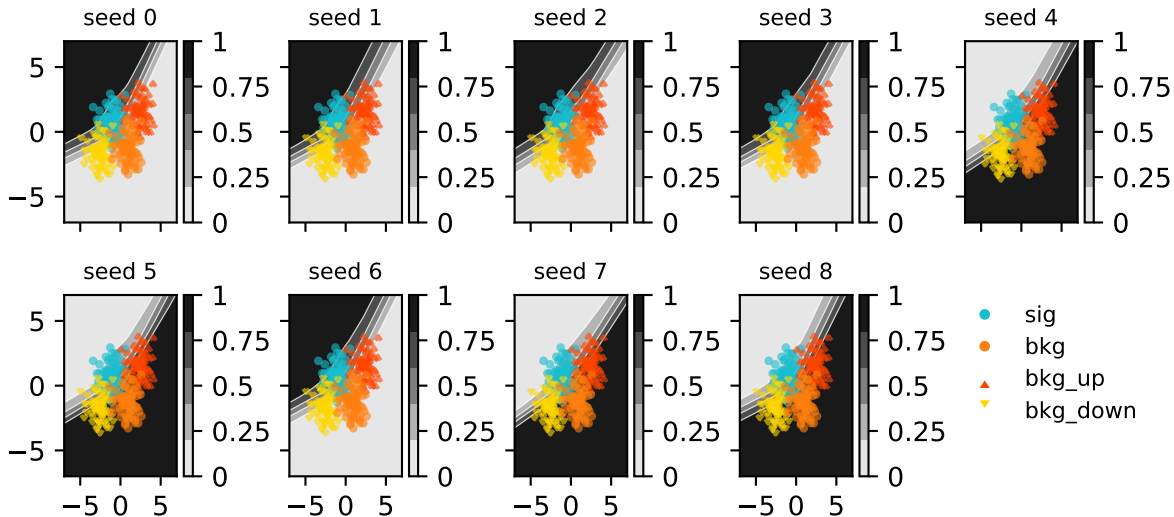 seed 0 seed 1 seed 2 seed 3 seed 4
5 1 1 1 1 1
0.75 0.75 0.75 0.75 0.75
0 0.5 0.5 0.5 0.5 0.5
0.25 0.25 0.25 0.25 0.25
−5 0 0 0 0 0
seed 5 seed 6 seed 7 seed 8
5 1 1 1 1 sig
0.75 0.75 0.75 0.75 bkg
0 0.5 0.5 0.5 0.5 bkg_up
0.25 0.25 0.25 0.25 bkg_down
−5 0 0 0 0
−5 0 5 −5 0 5 −5 0 5 −5 0 5